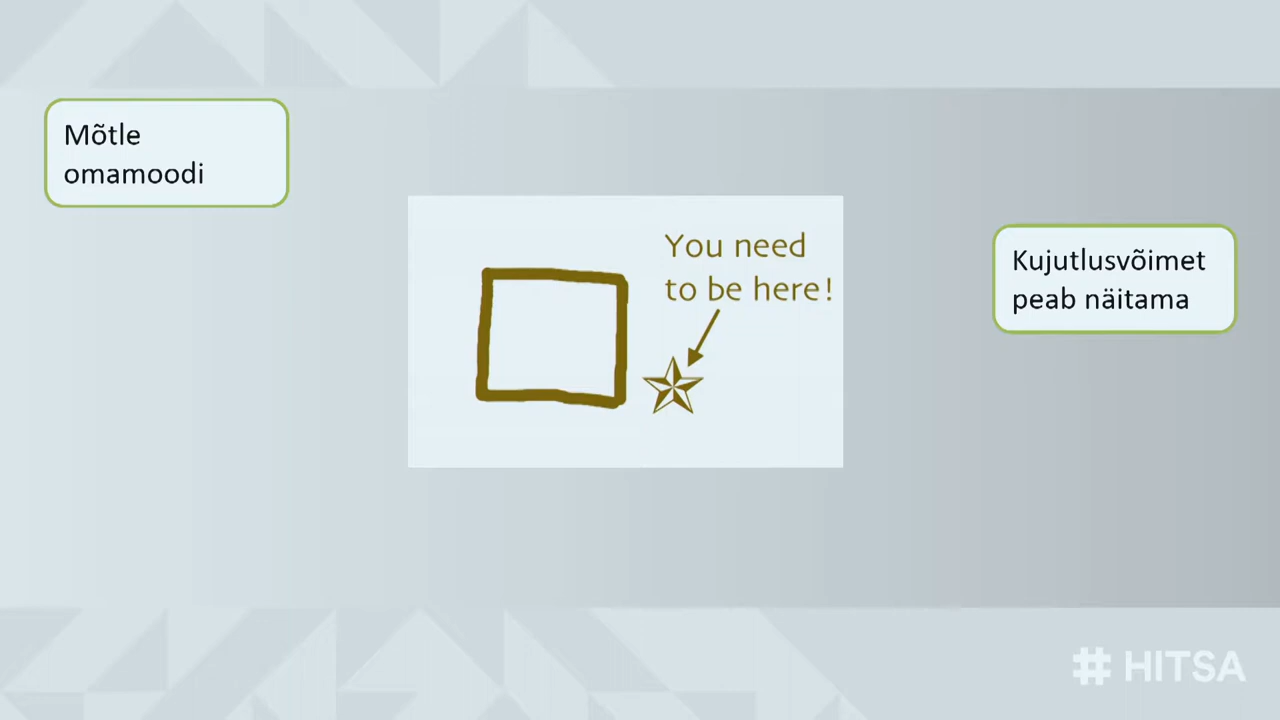 Mõtle
omamoodi
You need
to be here!
Kujutlusvõimet
peab näitama
# HITSA